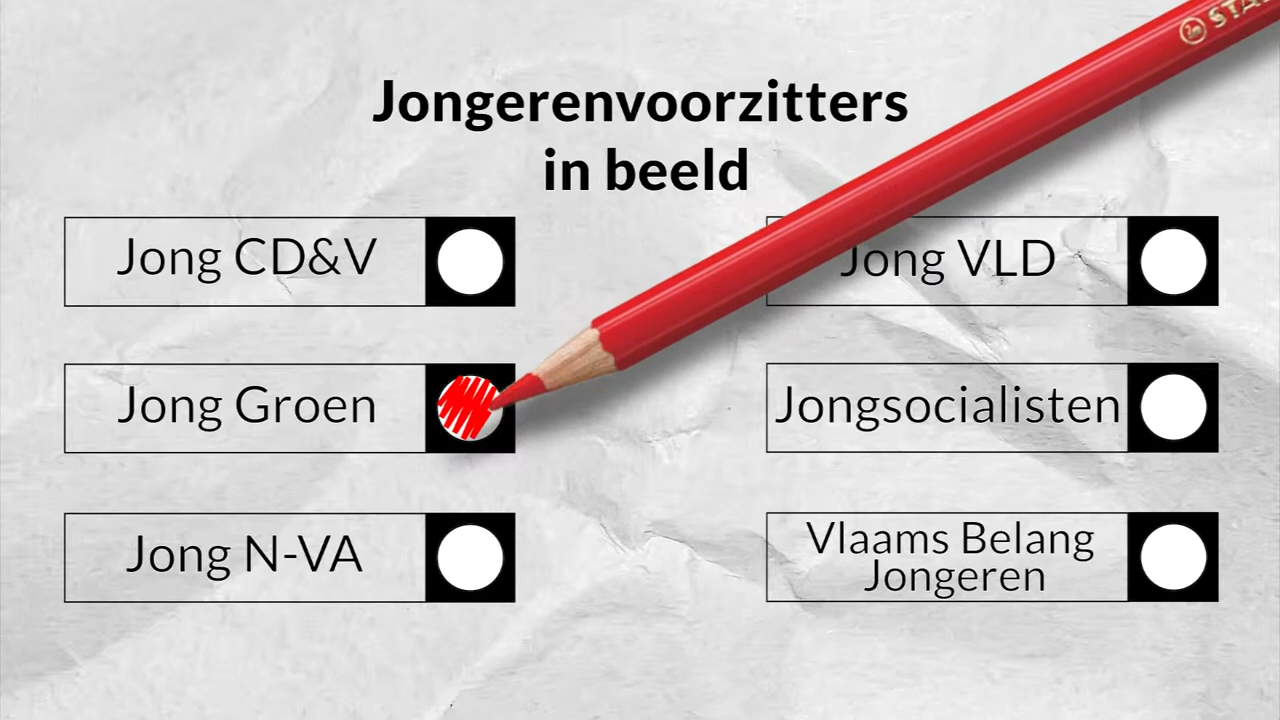 Jongerenvoorzitters
in beeld
Jong CD&V
Jong VLD
Jong Groen
Jongsocialisten
Jong N-VA
Vlaams Belang
Jongeren